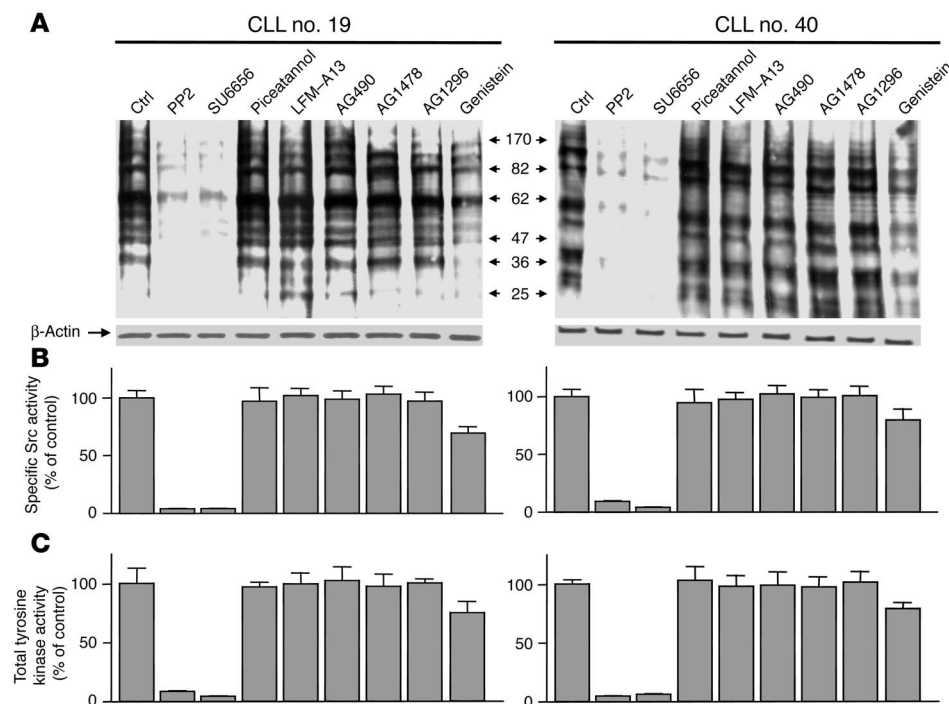 A
CLL no. 19
CLL no. 40
Ctrl
PP2
SU6656
Piceatannol
LFM–A13
AG490
AG1478
AG1296
Genistein
Ctrl
PP2
SU6656
Piceatannol
LFM–A13
AG490
AG1478
AG1296
Genistein
170
82
62
47
36
25
β-Actin
B
Specific Src activity
(% of control)
100
50
0
100
50
0
C
Total tyrosine
kinase activity
(% of control)
100
50
0
100
50
0